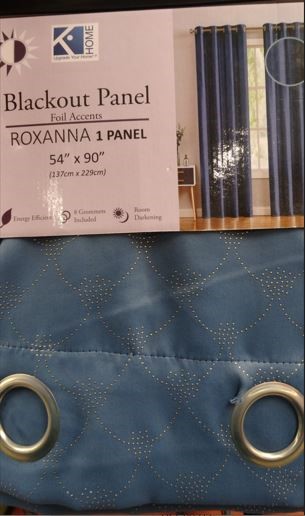 K
HOME
Upgrade Your Home!
Blackout Panel
Foil Accents
ROXANNA 1 PANEL
54" x 90"
(137cm x 229cm)
Energy Efficient
8 Grommets
Included
Room
Darkening